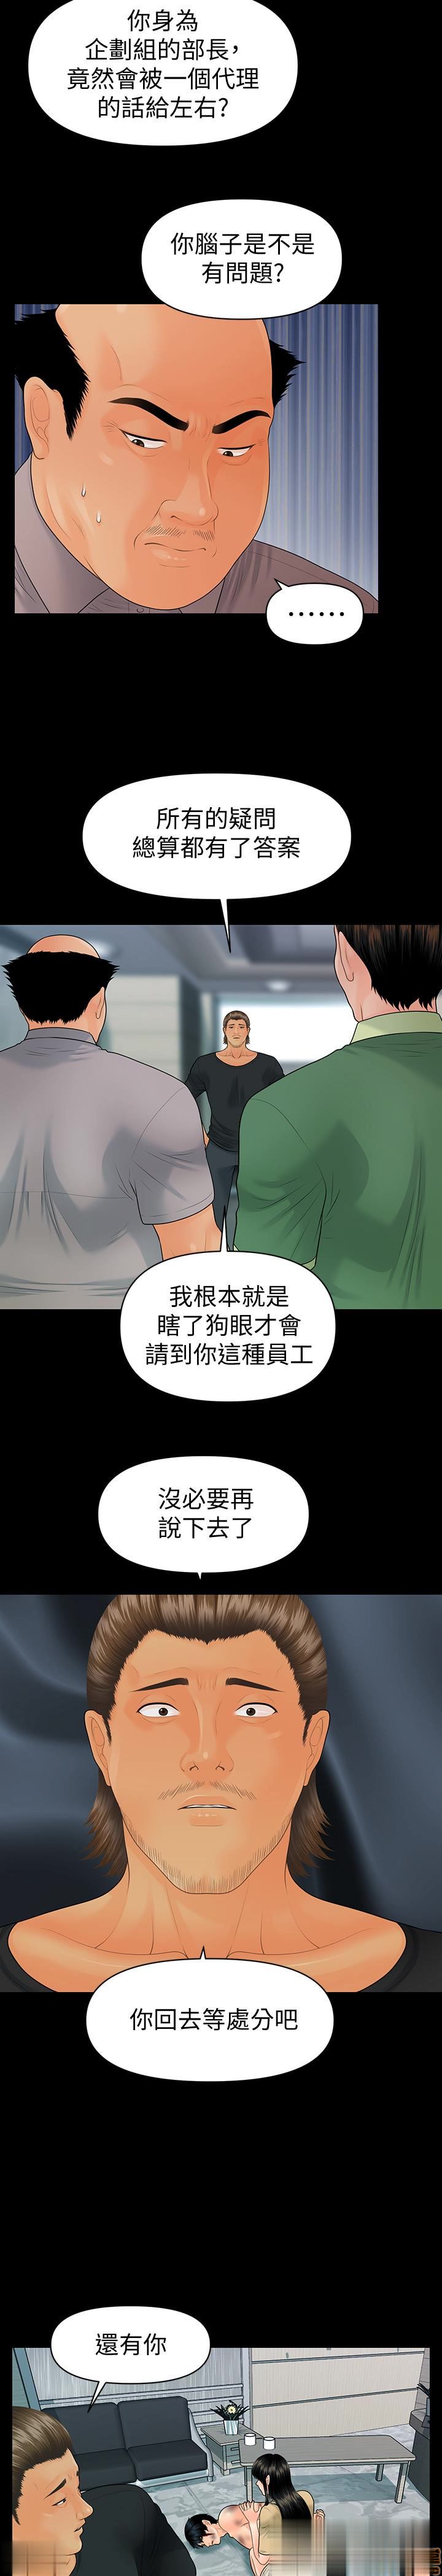 你身為
企劃組的部長,
竟然會被一個代理
的話給左右?
你腦子是不是
有問題?
......
所有的疑問
總算都有了答案
我根本就是
瞎了狗眼才會
請到你這種員工
沒必要再
說下去了
你回去等處分吧
還有你